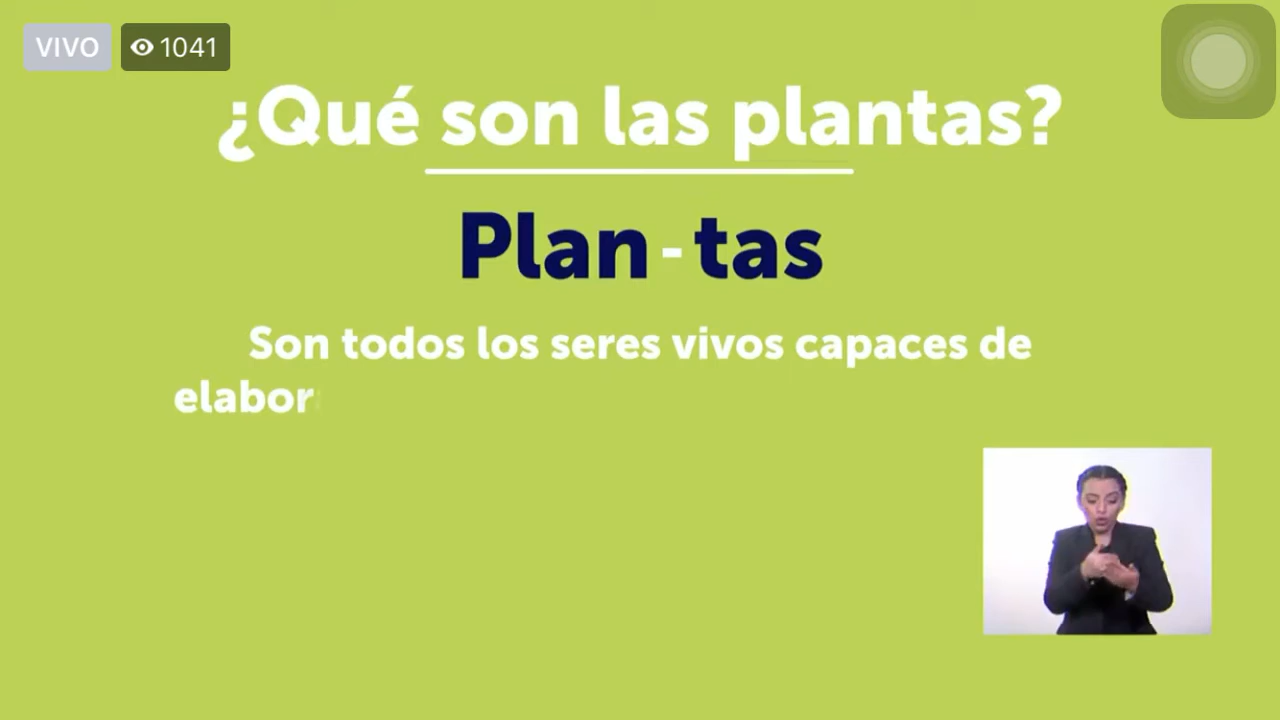 VIVO 1041
¿Qué son las plantas?
Plan - tas
Son todos los seres vivos capaces de
elabor